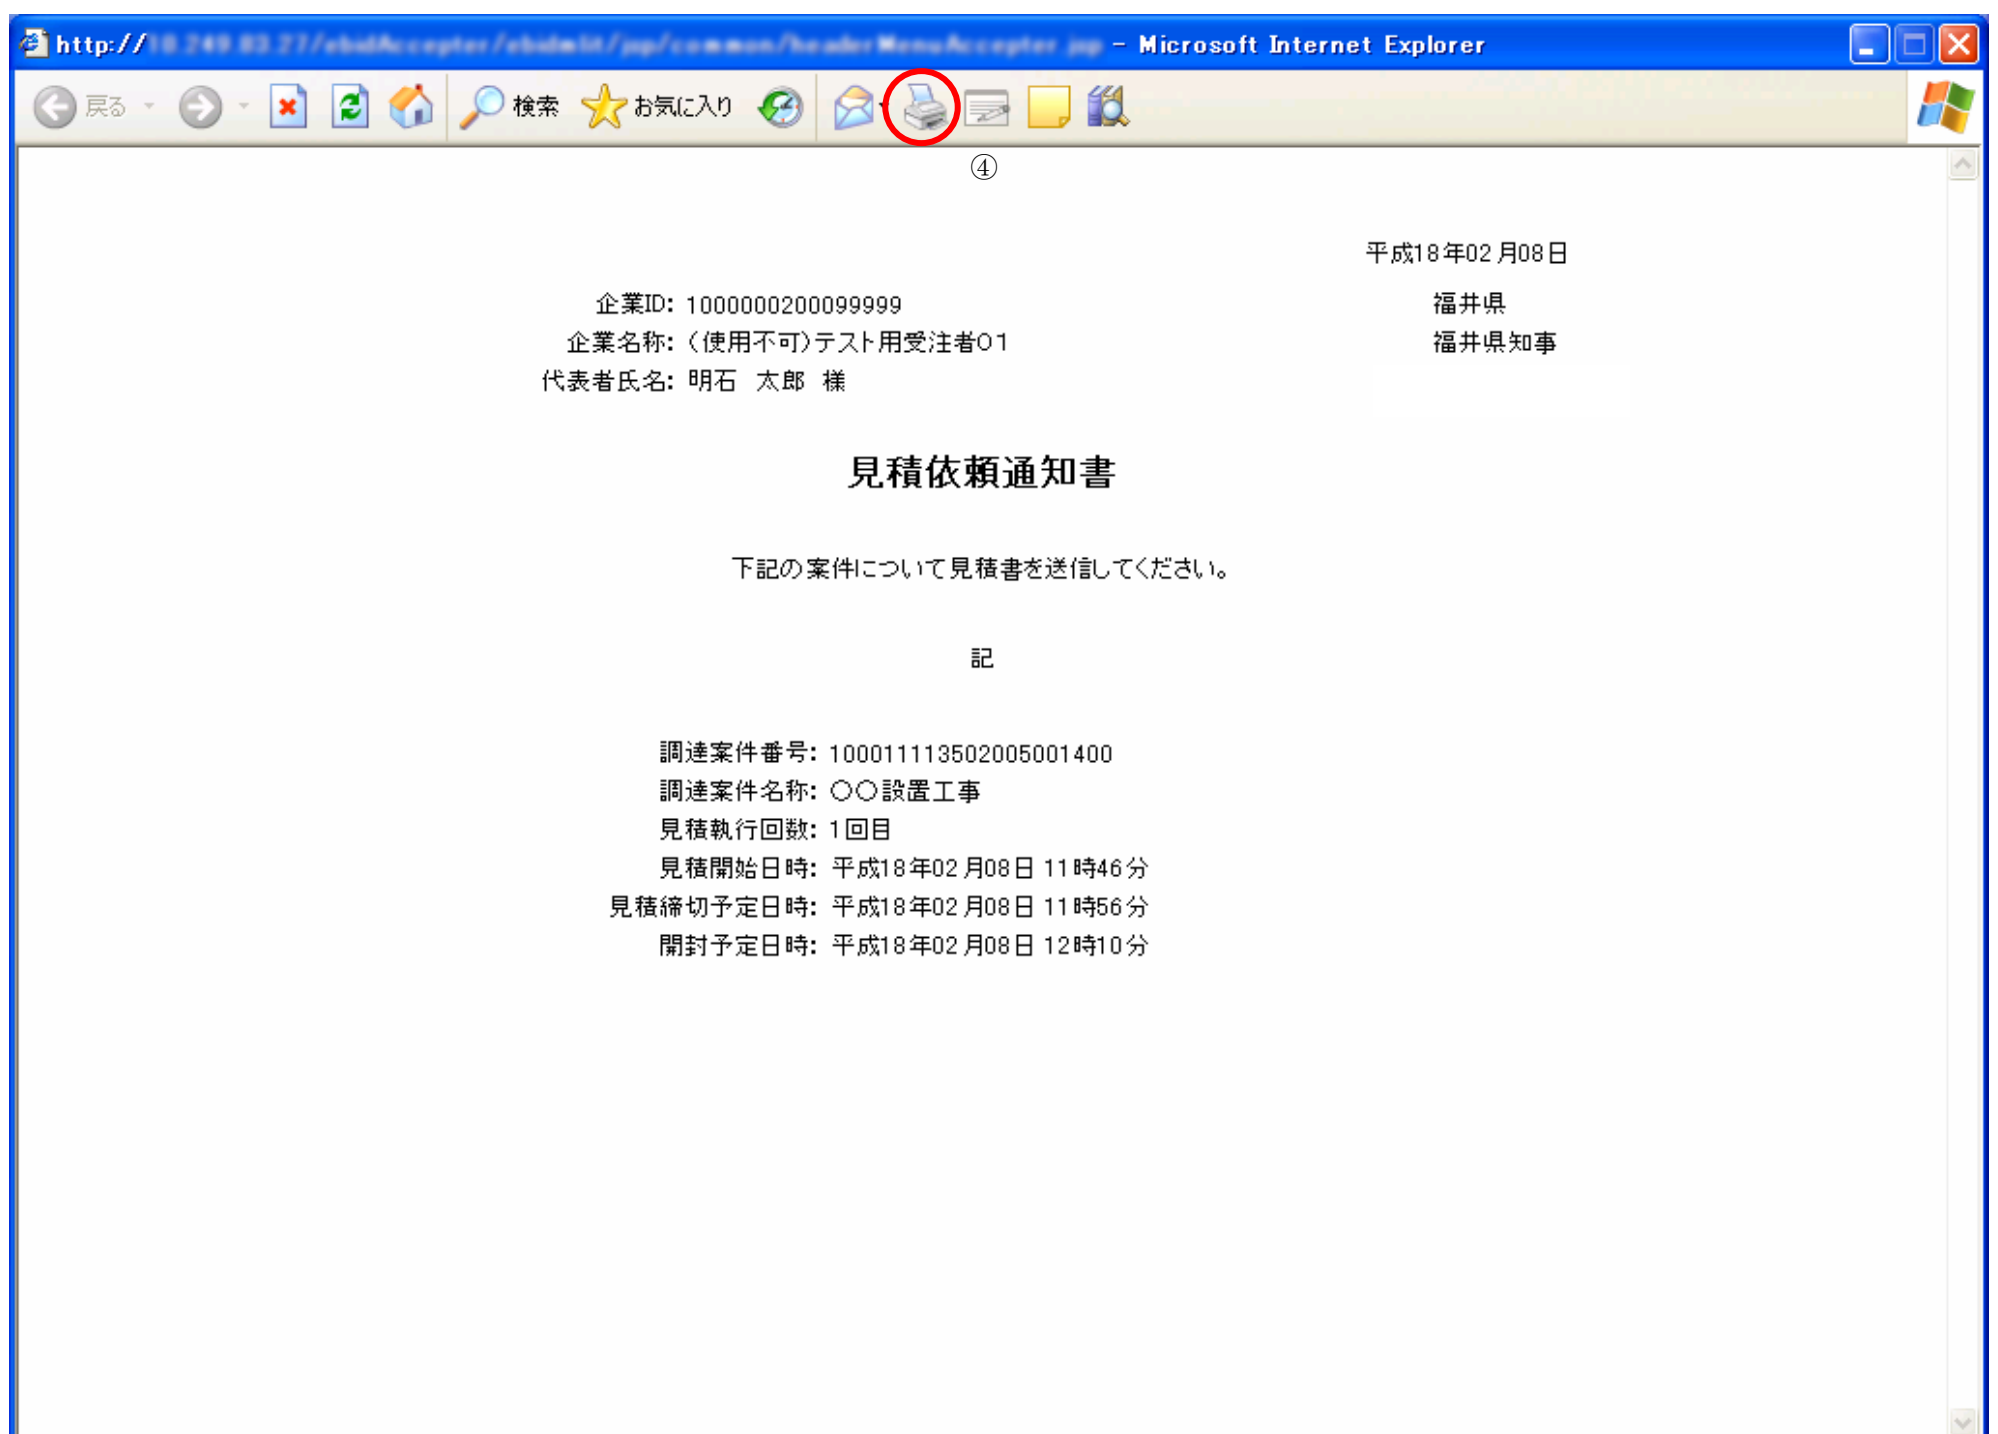 http:// - Microsoft Internet Explorer
戻る 検索 お気に入り
④
平成18年02月08日
企業ID: 1000000200099999 福井県
企業名称: (使用不可)テスト用受注者01 福井県知事
代表者氏名: 明石 太郎 様
見積依頼通知書
下記の案件について見積書を送信してください。
記
調達案件番号: 100011113502005001400
調達案件名称: 〇〇設置工事
見積執行回数: 1回目
見積開始日時: 平成18年02月08日 11時46分
見積締切予定日時: 平成18年02月08日 11時56分
開封予定日時: 平成18年02月08日 12時10分